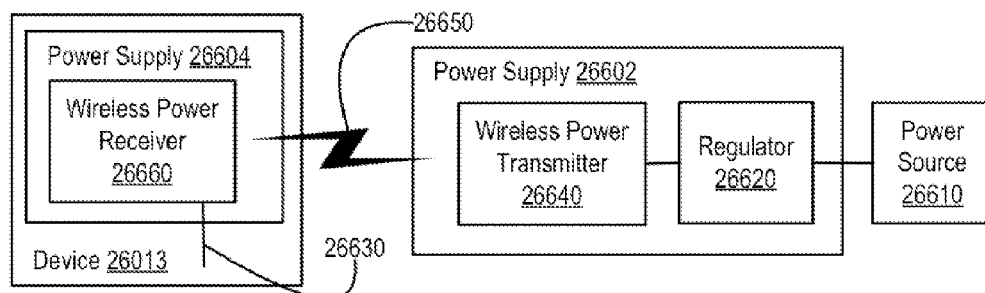 26650
Power Supply 26604
Wireless Power
Receiver
26660
Device 26013
26630
Power Supply 26602
Wireless Power
Transmitter
26640
Regulator
26620
Power
Source
26610